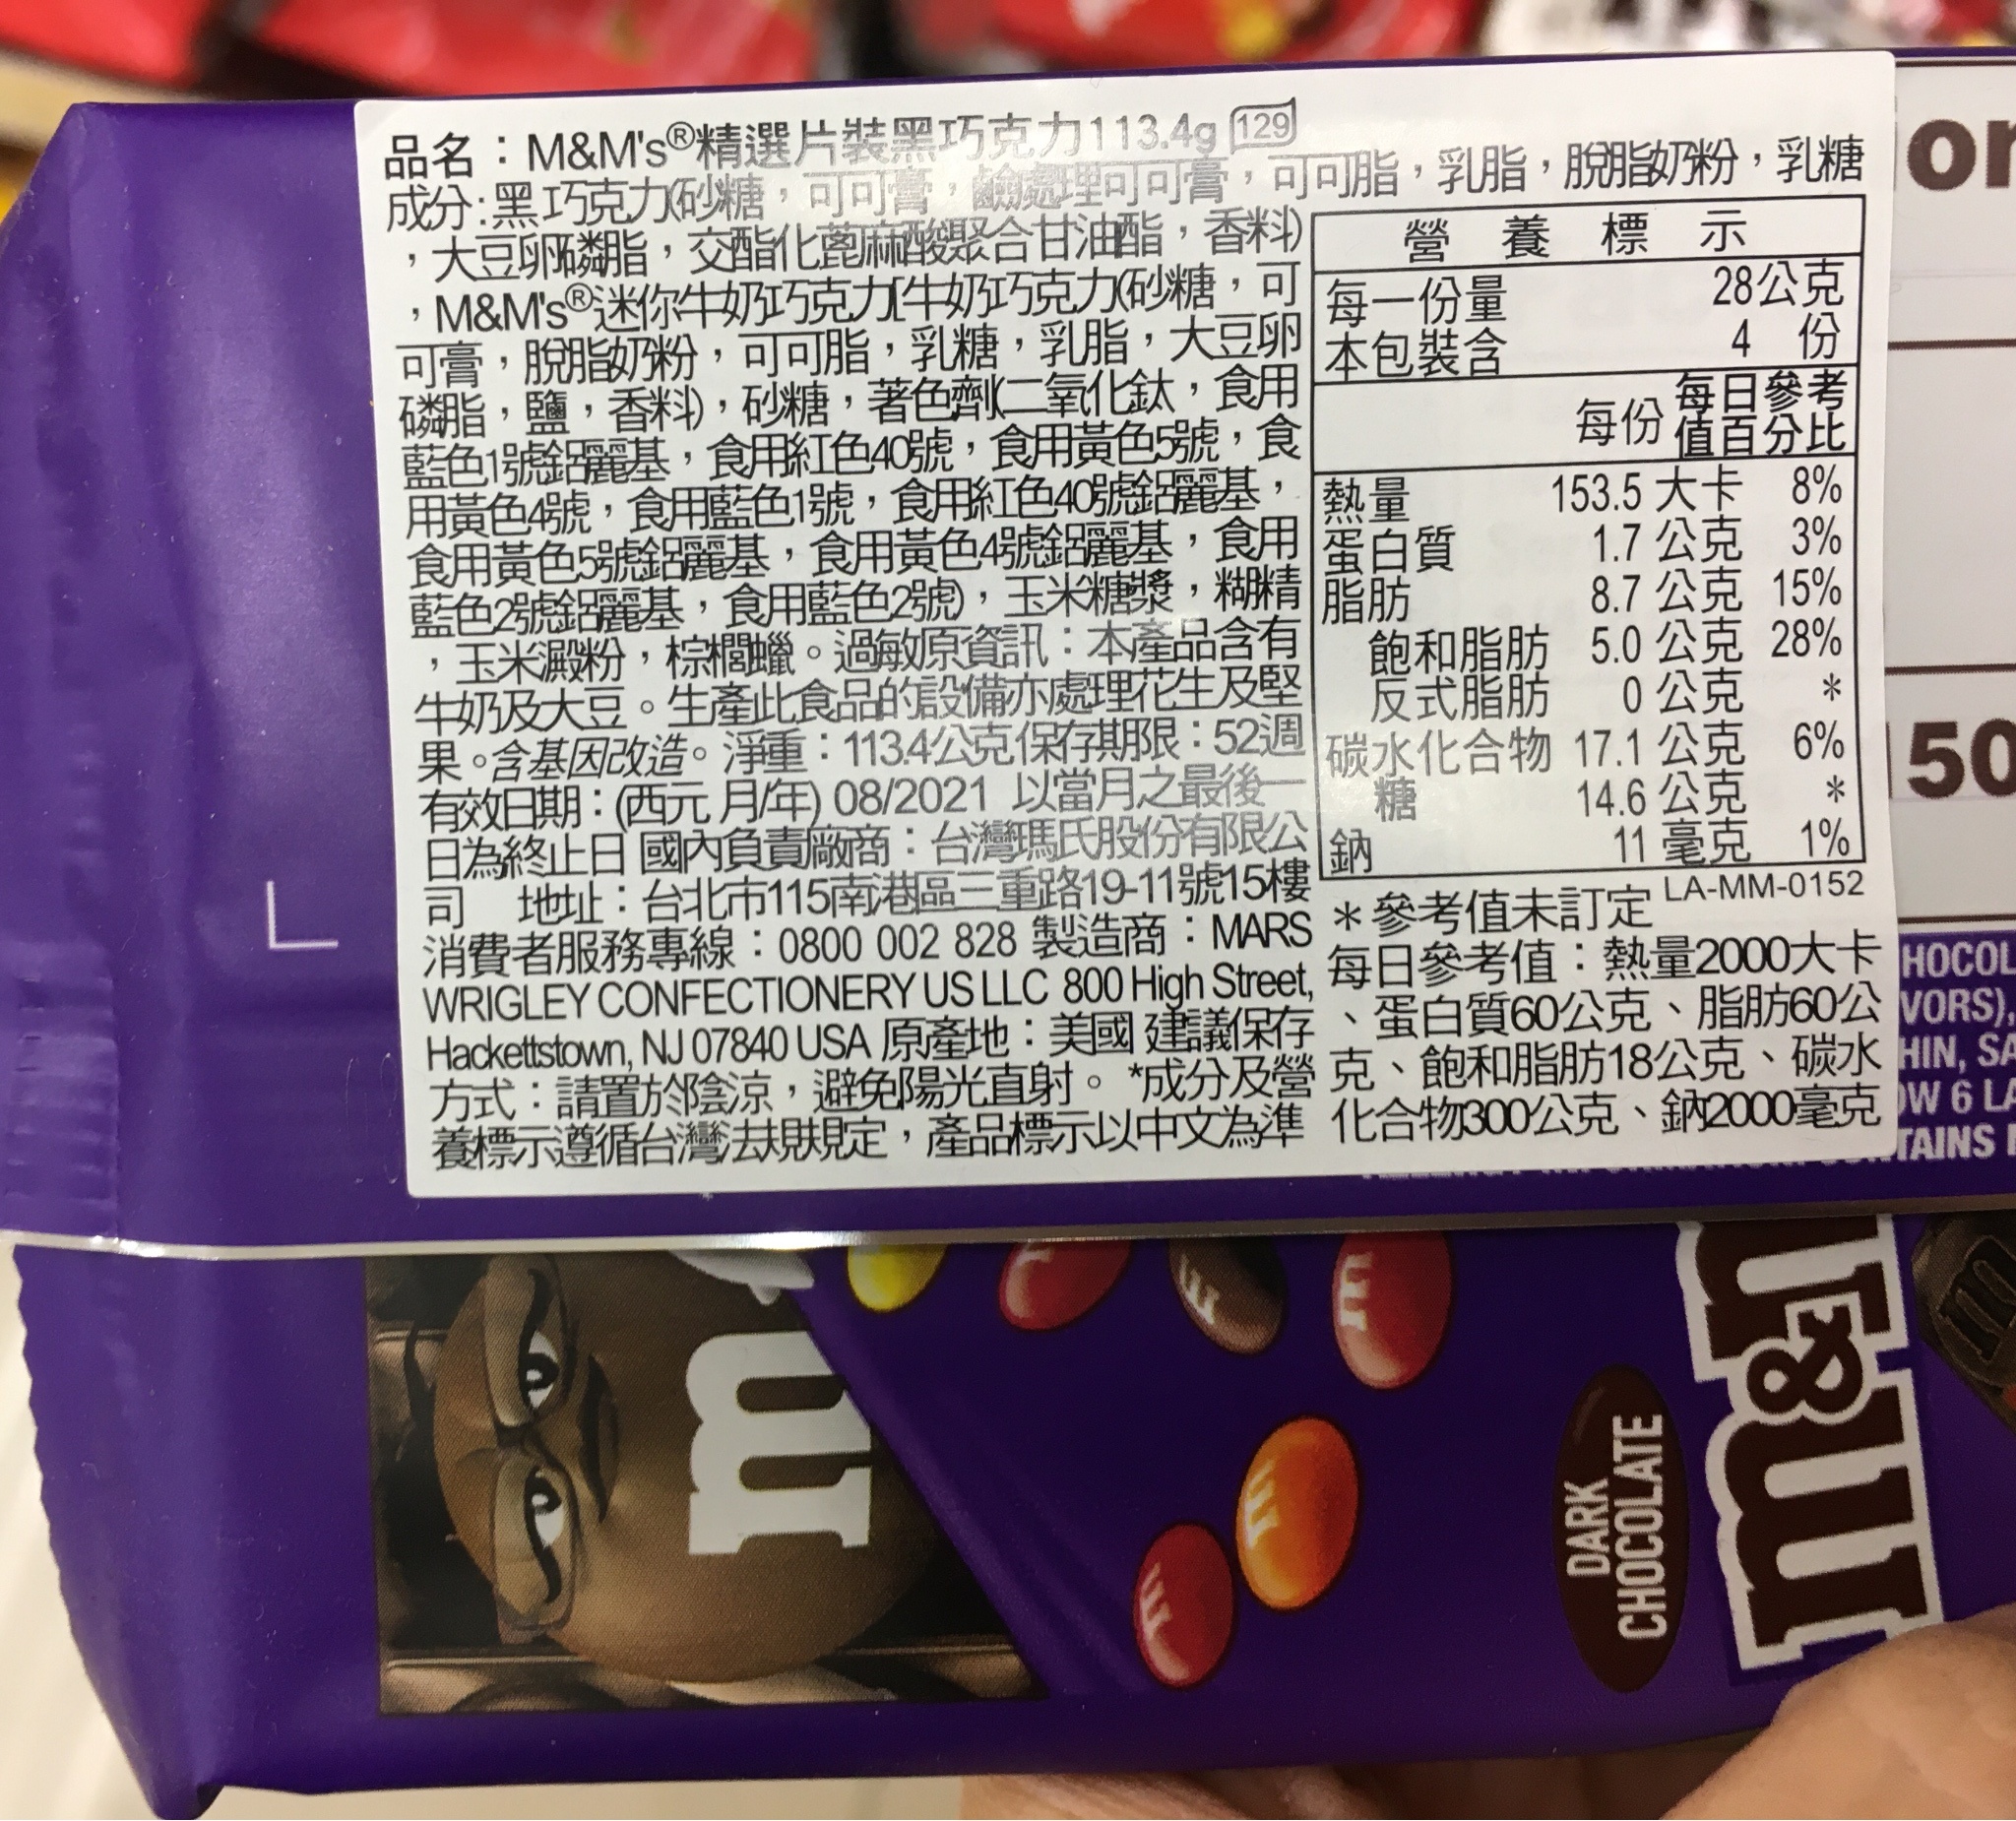 品名：M&M's®精選片裝黑巧克力113.4g 129
成分:黑巧克力(砂糖，可可膏，鹼處理可可膏，可可脂，乳脂，脫脂奶粉，乳糖
，大豆卵磷脂，交酯化蓖麻酸聚合甘油酯，香料)
，M&M's®迷你牛奶巧克力[牛奶巧克力(砂糖，可
可膏，脫脂奶粉，可可脂，乳糖，乳脂，大豆卵
磷脂，鹽，香料)，砂糖，著色劑(二氧化鈦，食用
藍色1號鋁麗基，食用紅色40號，食用黃色5號，食
用黃色4號，食用藍色1號，食用紅色40號鋁麗基，
食用黃色5號鋁麗基，食用黃色4號鋁麗基，食用
藍色2號鋁麗基，食用藍色2號)，玉米糖漿，糊精
，玉米澱粉，棕櫚蠟。過敏原資訊：本產品含有
牛奶及大豆。生產此食品的設備亦處理花生及堅
果。含基因改造。淨重：113.4公克 保存期限：52週
有效日期：(西元 月/年) 08/2021 以當月之最後一
日為終止日 國內負責廠商：台灣瑪氏股份有限公
司 地址：台北市115南港區三重路19-11號15樓
消費者服務專線：0800 002 828 製造商：MARS
WRIGLEY CONFECTIONERY US LLC 800 High Street,
Hackettstown, NJ 07840 USA 原產地：美國 建議保存
方式：請置於陰涼，避免陽光直射。 *成分及營
養標示遵循台灣法規規定，產品標示以中文為準
營養標示
每一份量 28公克
本包裝含 4 份
每份 每日參考
值百分比
熱量 153.5 大卡 8%
蛋白質 1.7 公克 3%
脂肪 8.7 公克 15%
飽和脂肪 5.0 公克 28%
反式脂肪 0 公克 *
碳水化合物 17.1 公克 6%
糖 14.6 公克 *
鈉 11 毫克 1%
＊參考值未訂定 LA-MM-0152
每日參考值：熱量2000大卡
、蛋白質60公克、脂肪60公
克、飽和脂肪18公克、碳水
化合物300公克、鈉2000毫克
150
HOCOL
VORS),
HIN, SA
OW 6 LA
TAINS
m
DARK
CHOCOLATE
m&m